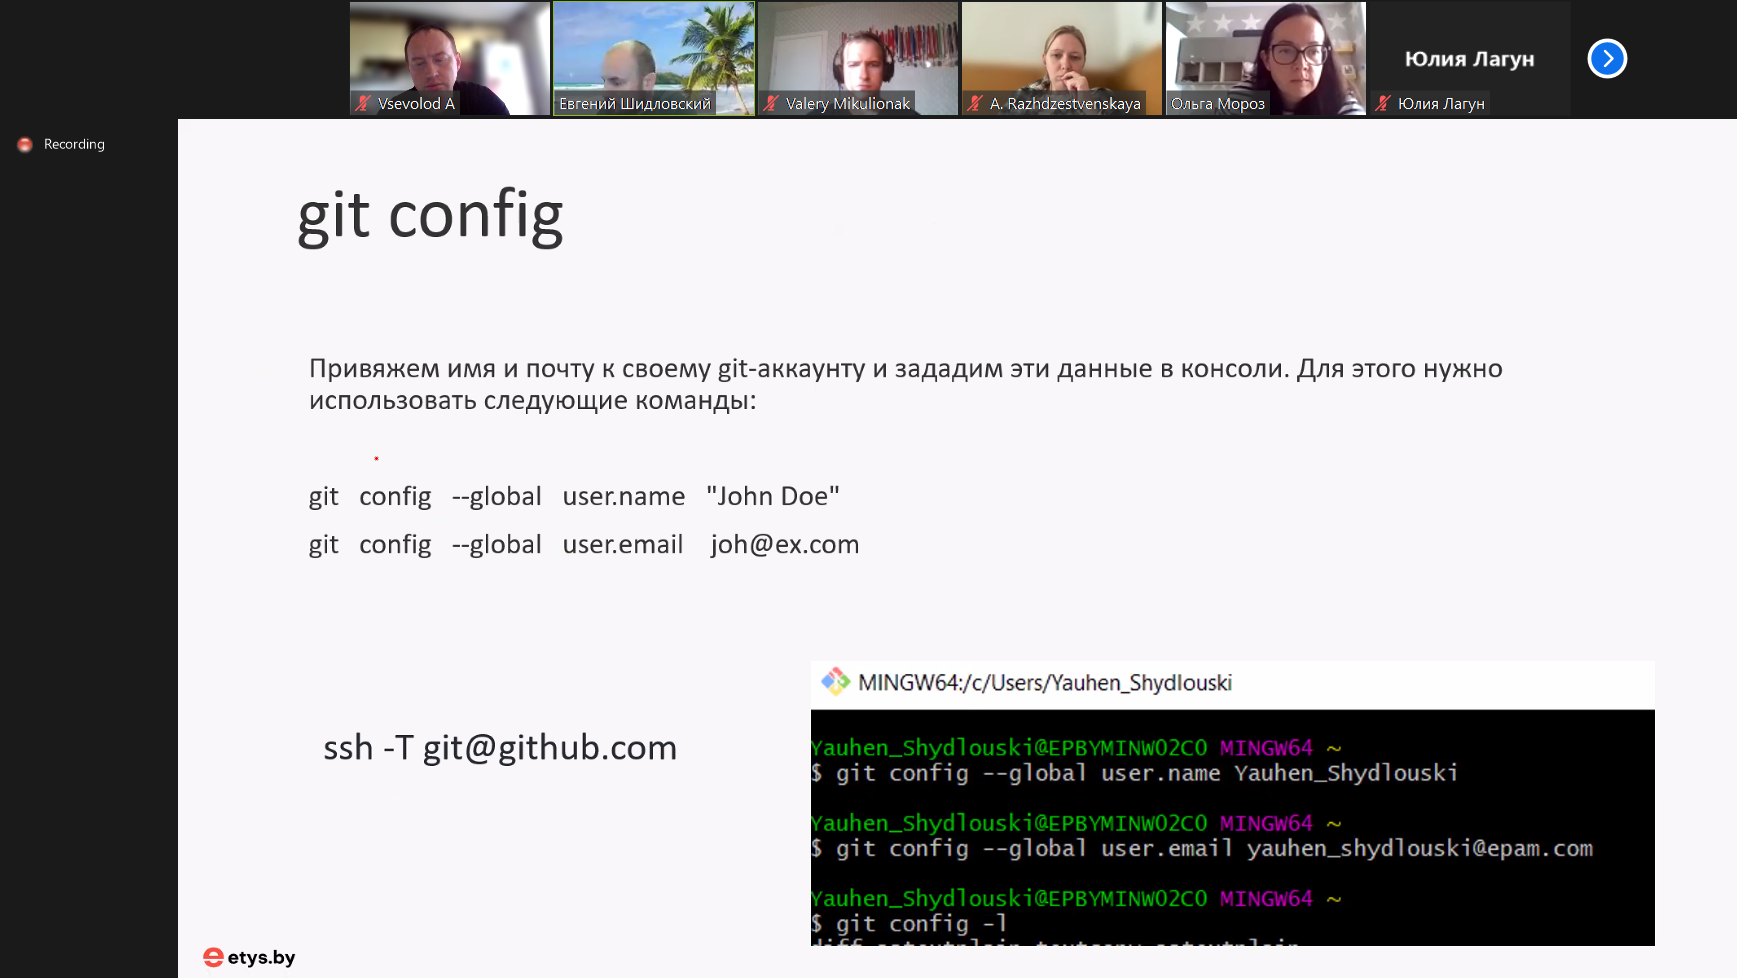 Vsevolod A
Евгений Шидловский
Valery Mikulionak
A. Razhdzestvenskaya
Ольга Мороз
Юлия Лагун
Юлия Лагун
Recording
git config
Привяжем имя и почту к своему git-аккаунту и зададим эти данные в консоли. Для этого нужно
использовать следующие команды:
git config --global user.name "John Doe"
git config --global user.email joh@ex.com
ssh -T git@github.com
MINGW64:/c/Users/Yauhen_Shydlouski
Yauhen_Shydlouski@EPBYMINW02C0 MINGW64 ~
$ git config --global user.name Yauhen_Shydlouski
Yauhen_Shydlouski@EPBYMINW02C0 MINGW64 ~
$ git config --global user.email yauhen_shydlouski@epam.com
Yauhen_Shydlouski@EPBYMINW02C0 MINGW64 ~
$ git config -l
etys.by